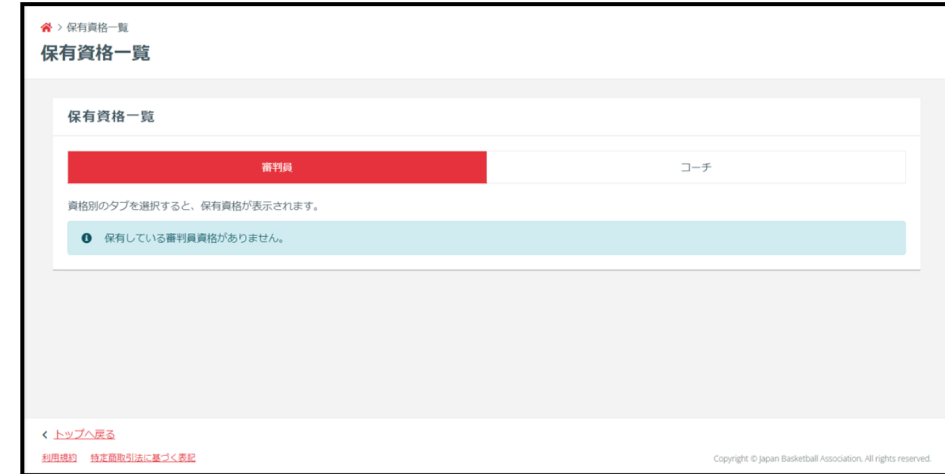 > 保有資格一覧
保有資格一覧
保有資格一覧
審判員 コーチ
資格別のタブを選択すると、保有資格が表示されます。
保有している審判員資格がありません。
< トップへ戻る
利用規約 特定商取引法に基づく表記
Copyright © Japan Basketball Association, All rights reserved.